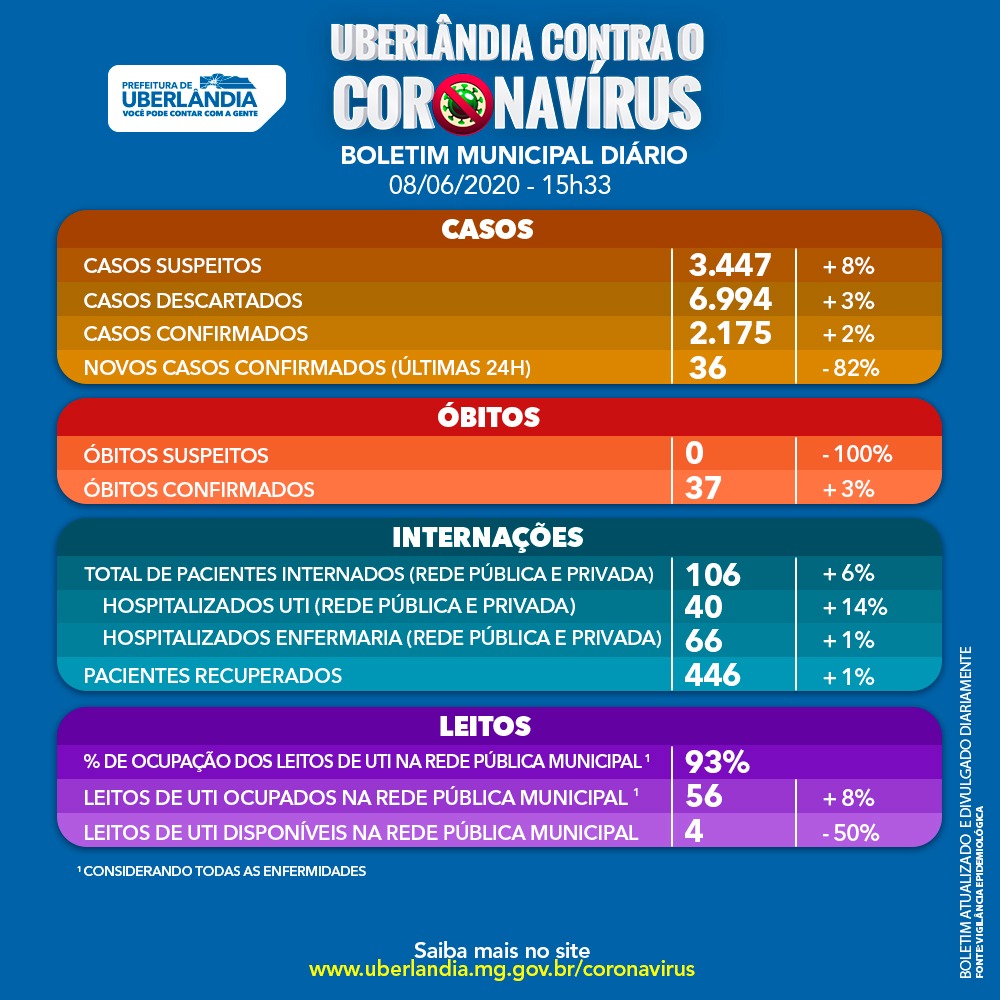 UBERLÂNDIA CONTRA O
CORONAVÍRUS
PREFEITURA DE
UBERLÂNDIA
VOCÊ PODE CONTAR COM A GENTE
BOLETIM MUNICIPAL DIÁRIO
08/06/2020 - 15h33
CASOS
CASOS SUSPEITOS 3.447 + 8%
CASOS DESCARTADOS 6.994 + 3%
CASOS CONFIRMADOS 2.175 + 2%
NOVOS CASOS CONFIRMADOS (ÚLTIMAS 24H) 36 - 82%
ÓBITOS
ÓBITOS SUSPEITOS 0 - 100%
ÓBITOS CONFIRMADOS 37 + 3%
INTERNAÇÕES
TOTAL DE PACIENTES INTERNADOS (REDE PÚBLICA E PRIVADA) 106 + 6%
HOSPITALIZADOS UTI (REDE PÚBLICA E PRIVADA) 40 + 14%
HOSPITALIZADOS ENFERMARIA (REDE PÚBLICA E PRIVADA) 66 + 1%
PACIENTES RECUPERADOS 446 + 1%
LEITOS
% DE OCUPAÇÃO DOS LEITOS DE UTI NA REDE PÚBLICA MUNICIPAL ¹ 93%
LEITOS DE UTI OCUPADOS NA REDE PÚBLICA MUNICIPAL ¹ 56 + 8%
LEITOS DE UTI DISPONÍVEIS NA REDE PÚBLICA MUNICIPAL 4 - 50%
¹ CONSIDERANDO TODAS AS ENFERMIDADES
BOLETIM ATUALIZADO E DIVULGADO DIARIAMENTE
FONTE: VIGILÂNCIA EPIDEMIOLÓGICA
Saiba mais no site
www.uberlandia.mg.gov.br/coronavirus